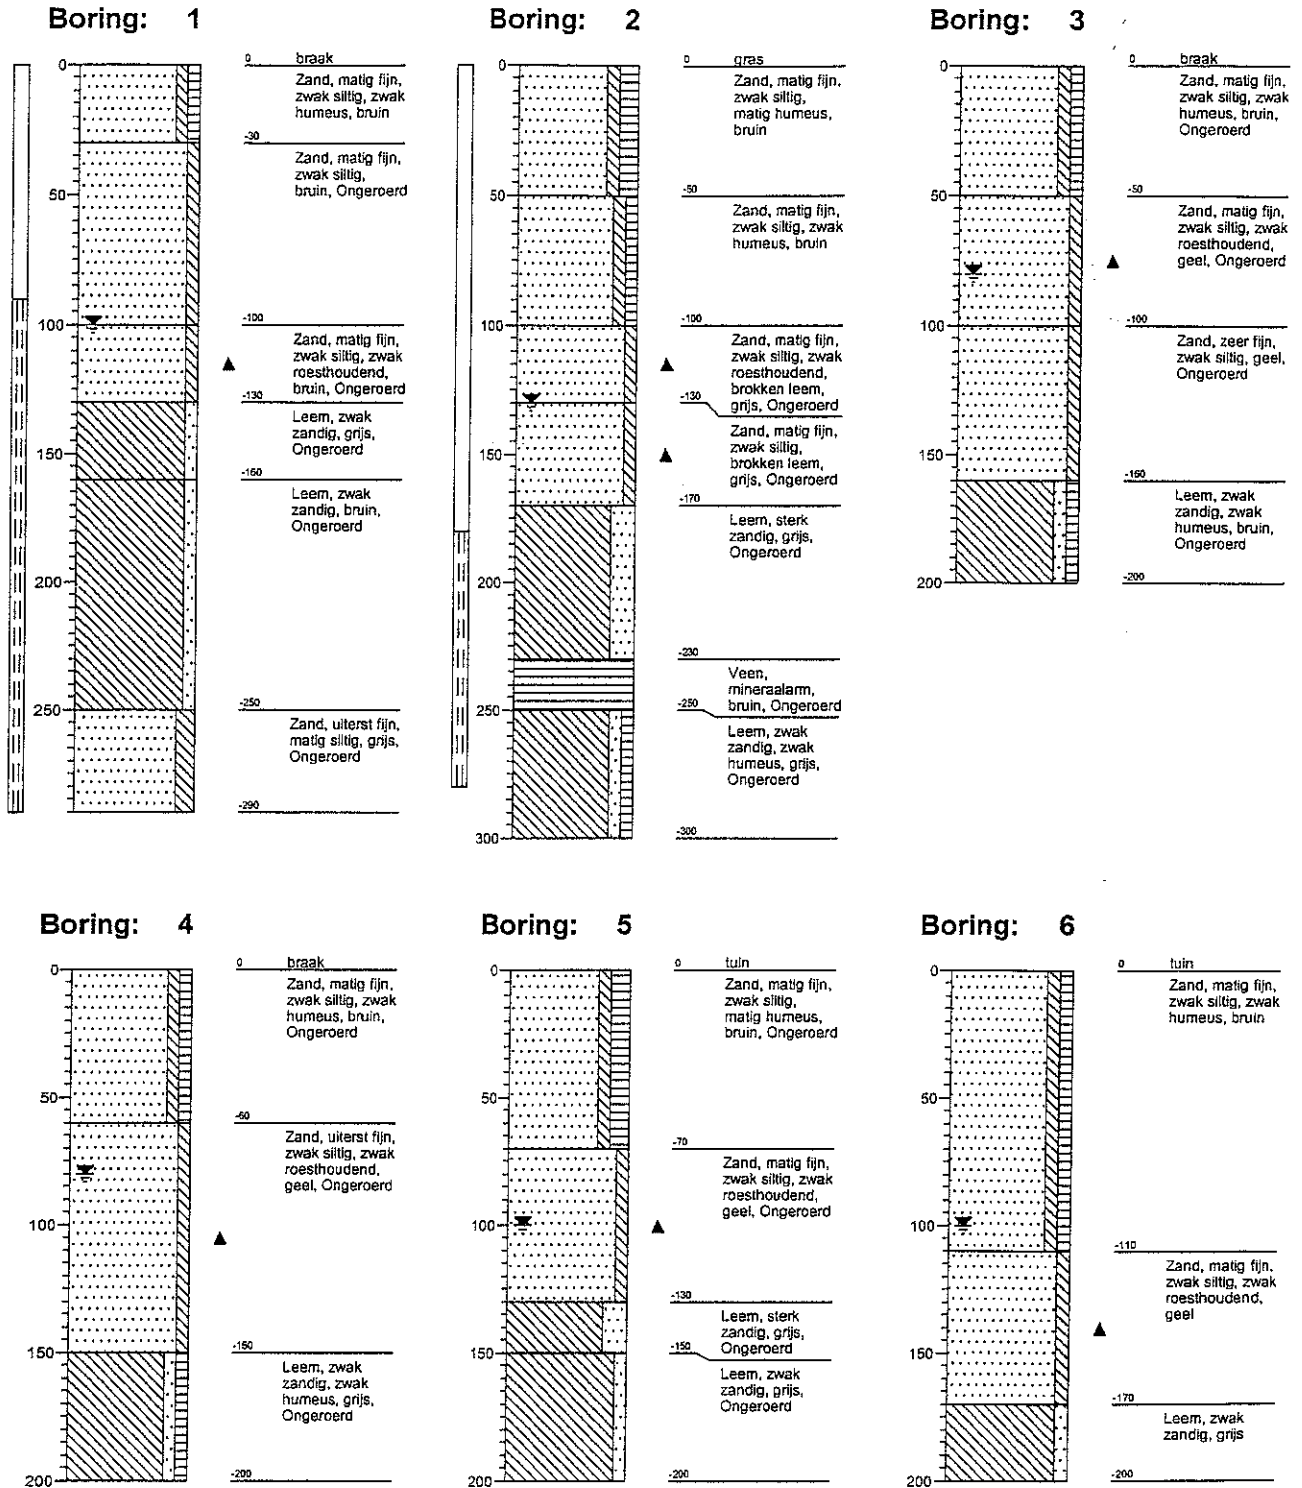 Boring: 1
0 braak
0
Zand, matig fijn,
zwak siltig, zwak
humeus, bruin
-30
Zand, matig fijn,
zwak siltig,
bruin, Ongeroerd
50
-100
100
Zand, matig fijn,
zwak siltig, zwak
roesthoudend,
bruin, Ongeroerd
-130
Leem, zwak
zandig, grijs,
Ongeroerd
150
-160
Leem, zwak
zandig, bruin,
Ongeroerd
200
-250
250
Zand, uiterst fijn,
matig siltig, grijs,
Ongeroerd
-290
Boring: 2
0 gras
0
Zand, matig fijn,
zwak siltig,
matig humeus,
bruin
-50
50
Zand, matig fijn,
zwak siltig, zwak
humeus, bruin
-100
100
Zand, matig fijn,
zwak siltig, zwak
roesthoudend,
brokken leem,
grijs, Ongeroerd
-130
Zand, matig fijn,
zwak siltig,
brokken leem,
grijs, Ongeroerd
150
-170
Leem, sterk
zandig, grijs,
Ongeroerd
200
-230
Veen,
mineraalarm,
bruin, Ongeroerd
-250
250
Leem, zwak
zandig, zwak
humeus, grijs,
Ongeroerd
300
-300
Boring: 3
0 braak
0
Zand, matig fijn,
zwak siltig, zwak
humeus, bruin,
Ongeroerd
-50
50
Zand, matig fijn,
zwak siltig, zwak
roesthoudend,
geel, Ongeroerd
-100
100
Zand, zeer fijn,
zwak siltig, geel,
Ongeroerd
150
-160
Leem, zwak
zandig, zwak
humeus, bruin,
Ongeroerd
200
-200
Boring: 4
0 braak
0
Zand, matig fijn,
zwak siltig, zwak
humeus, bruin,
Ongeroerd
50
-60
Zand, uiterst fijn,
zwak siltig, zwak
roesthoudend,
geel, Ongeroerd
100
150
-150
Leem, zwak
zandig, zwak
humeus, grijs,
Ongeroerd
200
-200
Boring: 5
0 tuin
0
Zand, matig fijn,
zwak siltig,
matig humeus,
bruin, Ongeroerd
50
-70
Zand, matig fijn,
zwak siltig, zwak
roesthoudend,
geel, Ongeroerd
100
-130
Leem, sterk
zandig, grijs,
Ongeroerd
150
-150
Leem, zwak
zandig, grijs,
Ongeroerd
200
-200
Boring: 6
0 tuin
0
Zand, matig fijn,
zwak siltig, zwak
humeus, bruin
50
100
-110
Zand, matig fijn,
zwak siltig, zwak
roesthoudend,
geel
150
-170
Leem, zwak
zandig, grijs
200
-200